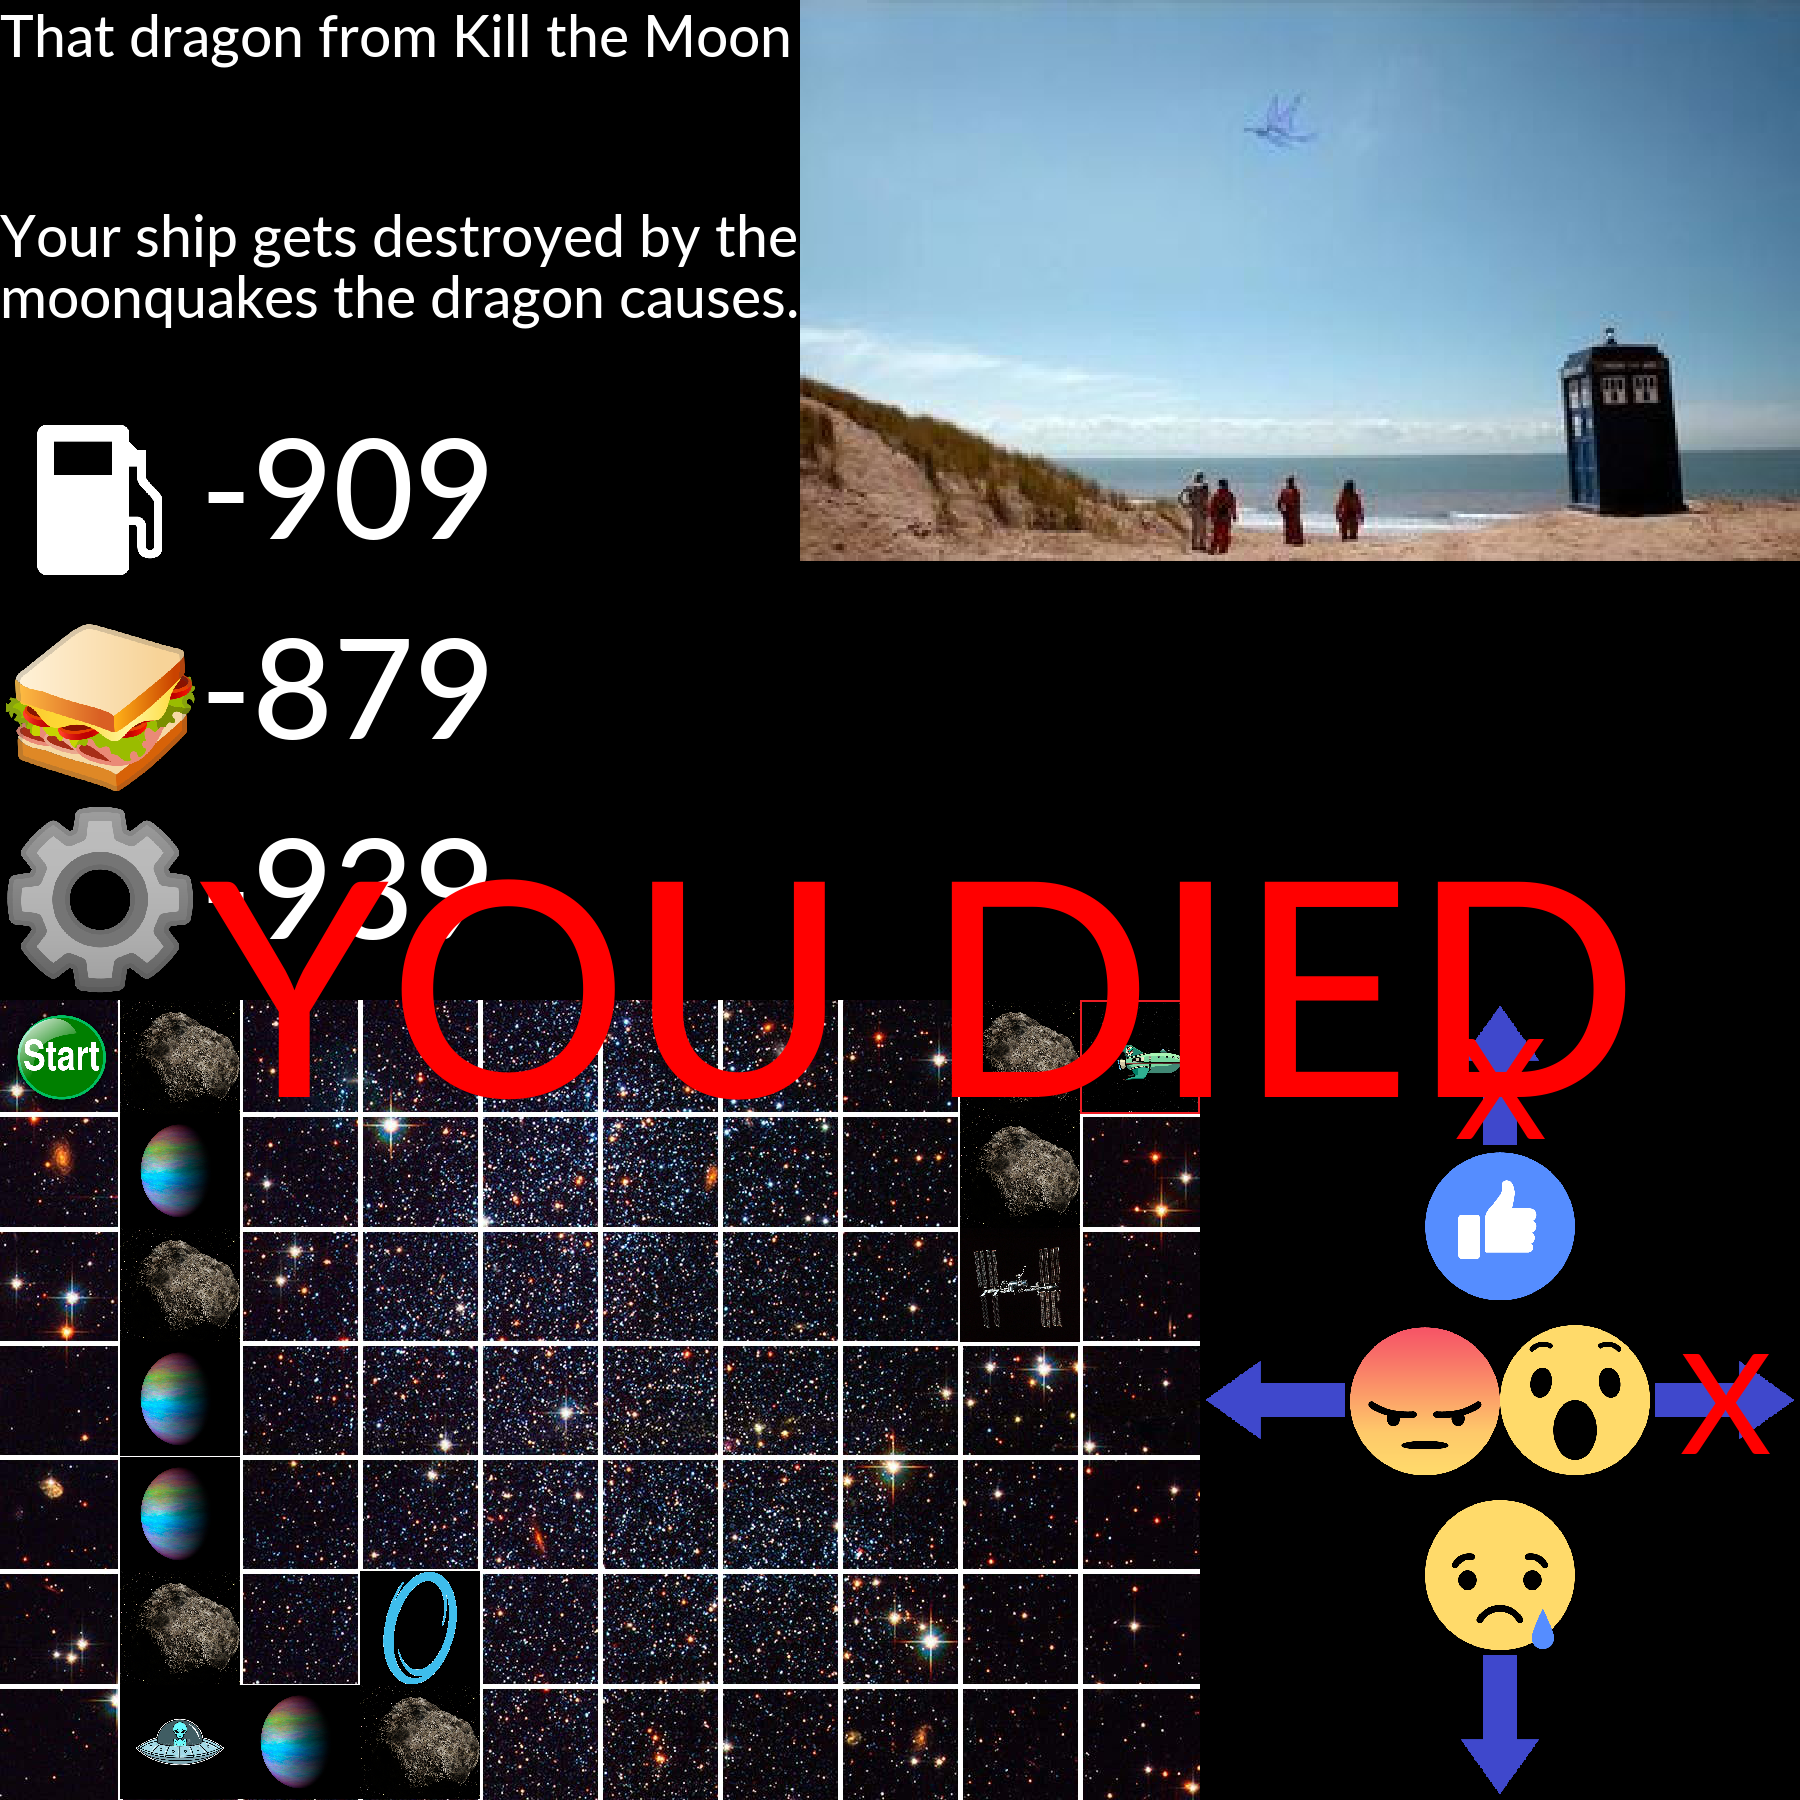 That dragon from Kill the Moon
Your ship gets destroyed by the
moonquakes the dragon causes.
-909
-879
-939
YOU DIED
Start
X
X